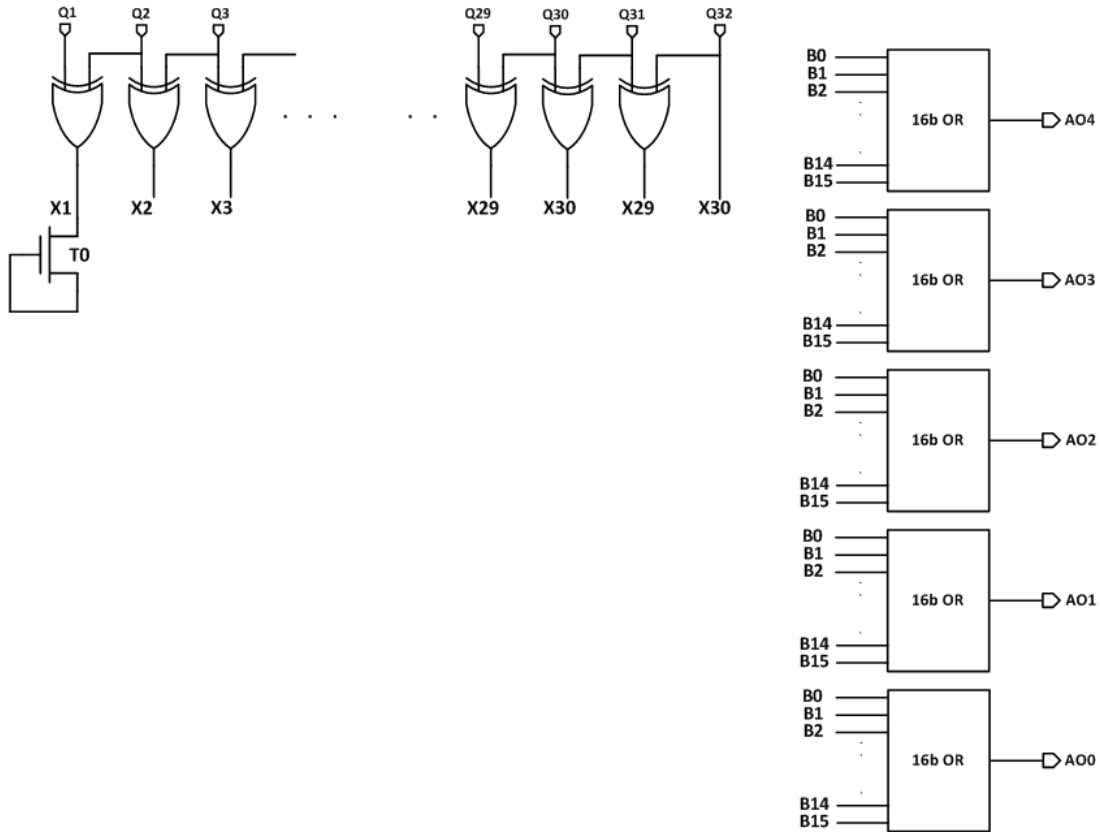 Q1 Q2 Q3 Q29 Q30 Q31 Q32
X1 X2 X3 X29 X30 X29 X30
T0
B0
B1
B2
16b OR AO4
B14
B15
B0
B1
B2
16b OR AO3
B14
B15
B0
B1
B2
16b OR AO2
B14
B15
B0
B1
B2
16b OR AO1
B14
B15
B0
B1
B2
16b OR AO0
B14
B15